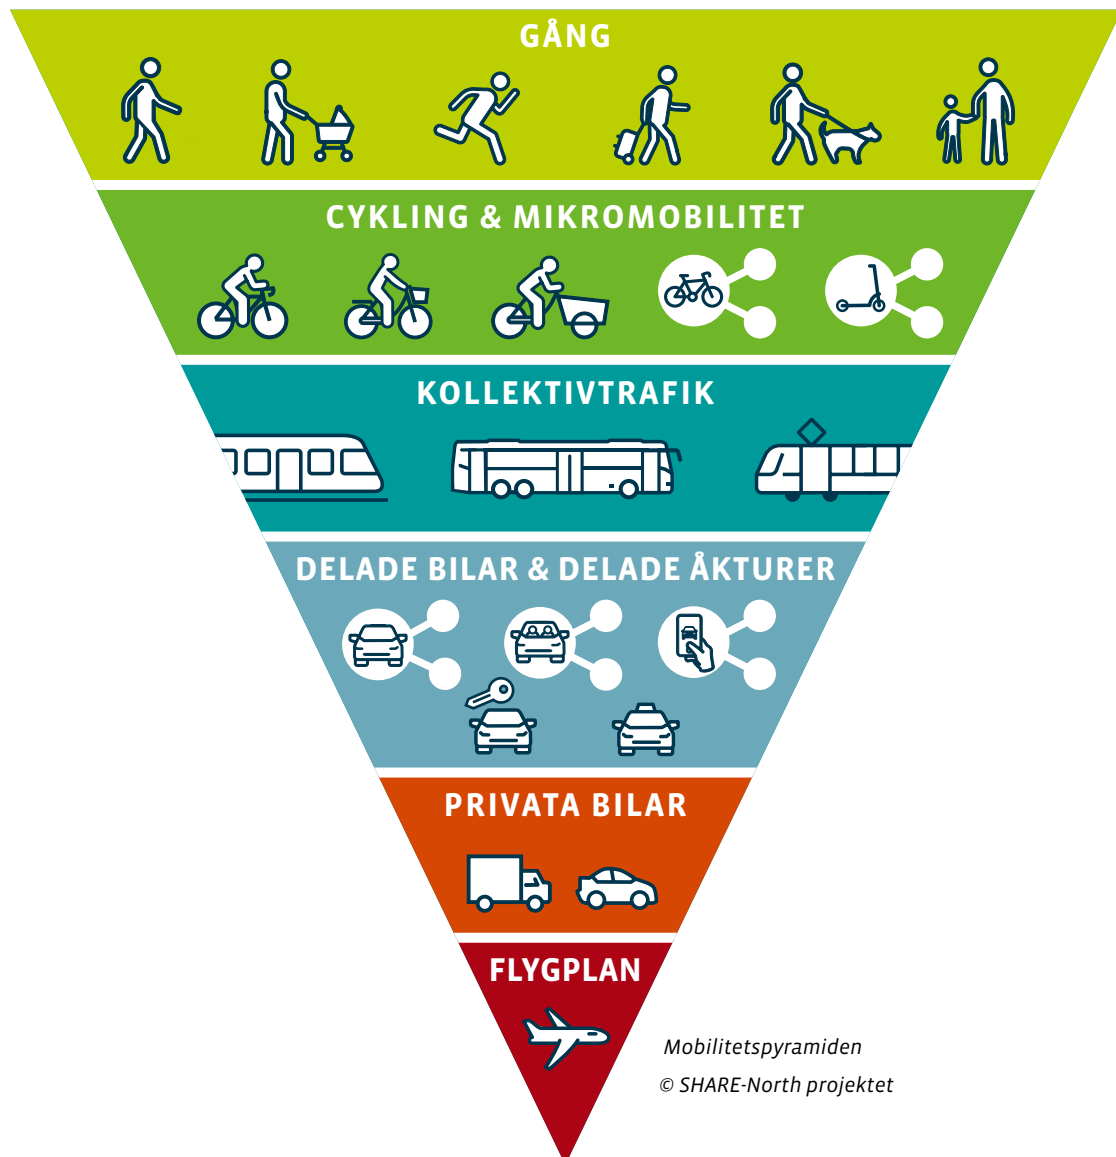 GÅNG
CYKLING & MIKROMOBILITET
KOLLEKTIVTRAFIK
DELADE BILAR & DELADE ÅKTURER
PRIVATA BILAR
FLYGPLAN
Mobilitetspyramiden
© SHARE-North projektet